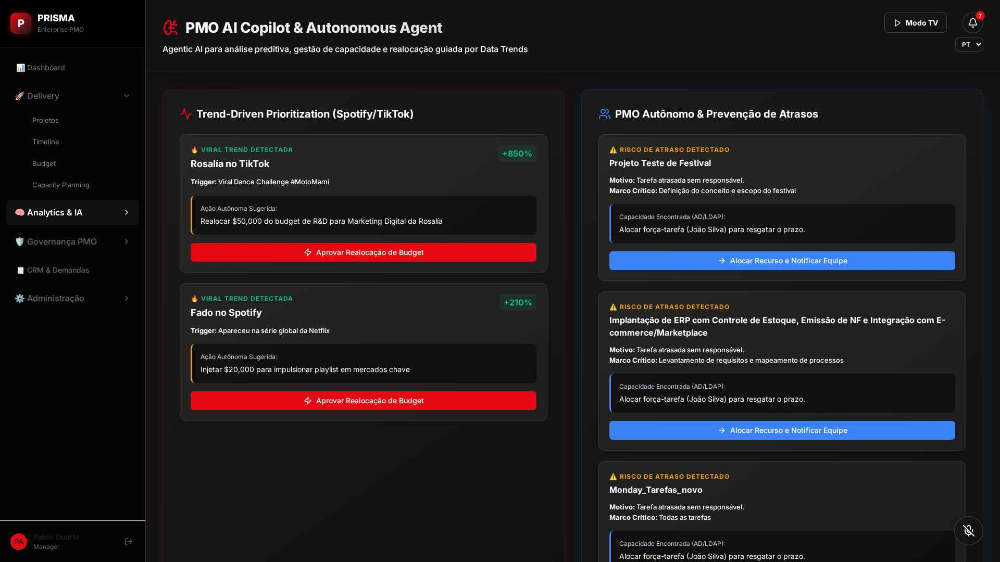 P
PRISMA
Enterprise PMO
Dashboard
Delivery
Projetos
Timeline
Budget
Capacity Planning
Analytics & IA
Governança PMO
CRM & Demandas
Administração
PA
Pablo Duarte
Manager
PMO AI Copilot & Autonomous Agent
Agentic AI para análise preditiva, gestão de capacidade e realocação guiada por Data Trends
Modo TV
7
PT
Trend-Driven Prioritization (Spotify/TikTok)
VIRAL TREND DETECTADA
+850%
Rosalía no TikTok
Trigger: Viral Dance Challenge #MotoMami
Ação Autônoma Sugerida:
Realocar $50,000 do budget de R&D para Marketing Digital da Rosalía
Aprovar Realocação de Budget
VIRAL TREND DETECTADA
+210%
Fado no Spotify
Trigger: Apareceu na série global da Netflix
Ação Autônoma Sugerida:
Injetar $20,000 para impulsionar playlist em mercados chave
Aprovar Realocação de Budget
PMO Autônomo & Prevenção de Atrasos
RISCO DE ATRASO DETECTADO
Projeto Teste de Festival
Motivo: Tarefa atrasada sem responsável.
Marco Crítico: Definição do conceito e escopo do festival
Capacidade Encontrada (AD/LDAP):
Alocar força-tarefa (João Silva) para resgatar o prazo.
Alocar Recurso e Notificar Equipe
RISCO DE ATRASO DETECTADO
Implantação de ERP com Controle de Estoque, Emissão de NF e Integração com E-
commerce/Marketplace
Motivo: Tarefa atrasada sem responsável.
Marco Crítico: Levantamento de requisitos e mapeamento de processos
Capacidade Encontrada (AD/LDAP):
Alocar força-tarefa (João Silva) para resgatar o prazo.
Alocar Recurso e Notificar Equipe
RISCO DE ATRASO DETECTADO
Monday_Tarefas_novo
Motivo: Tarefa atrasada sem responsável.
Marco Crítico: Todas as tarefas
Capacidade Encontrada (AD/LDAP):
Alocar força-tarefa (João Silva) para resgatar o prazo.